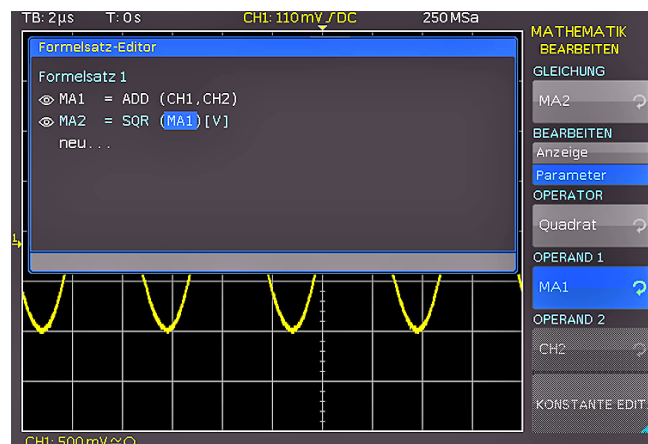 TB: 2µs T: 0s CH1: 110mV / DC 250MSa
MATHEMATIK
BEARBEITEN
Formelsatz-Editor
Formelsatz 1
MA1 = ADD (CH1,CH2)
MA2 = SQR (MA1)[V]
neu...
GLEICHUNG
MA2
BEARBEITEN
Anzeige
Parameter
OPERATOR
Quadrat
OPERAND 1
MA1
OPERAND 2
CH2
KONSTANTE EDIT.
1
CH1: 500mV